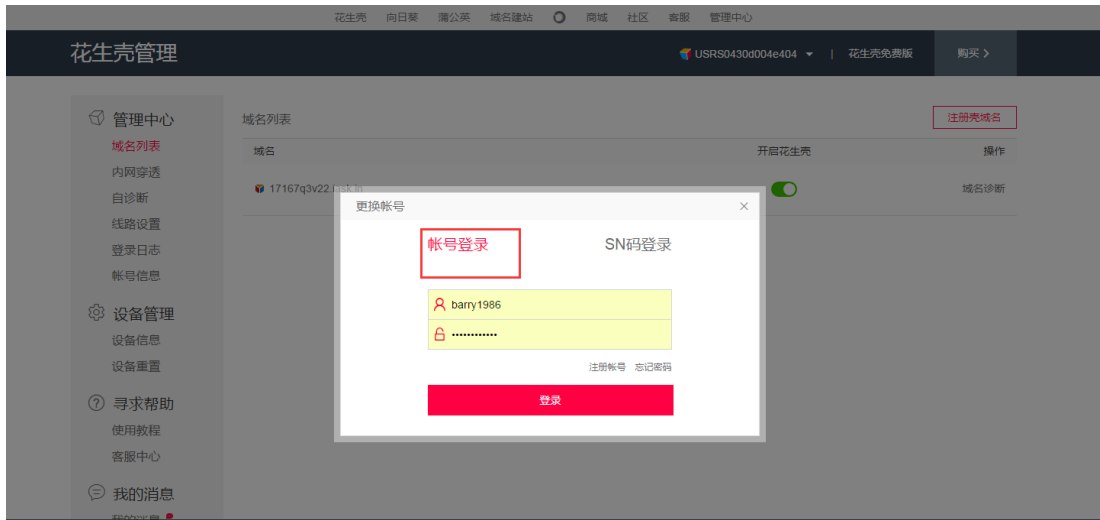 花生壳 向日葵 蒲公英 域名建站 商城 社区 客服 管理中心
花生壳管理 USRS0430d004e404 | 花生壳免费版 购买 >
管理中心
域名列表
内网穿透
自诊断
线路设置
登录日志
帐号信息
设备管理
设备信息
设备重置
寻求帮助
使用教程
客服中心
我的消息
我的消息
域名列表 注册壳域名
域名 开启花生壳 操作
17167q3v22. 域名诊断
更换帐号 ×
帐号登录 SN码登录
barry1986
••••••••••••
注册帐号 忘记密码
登录